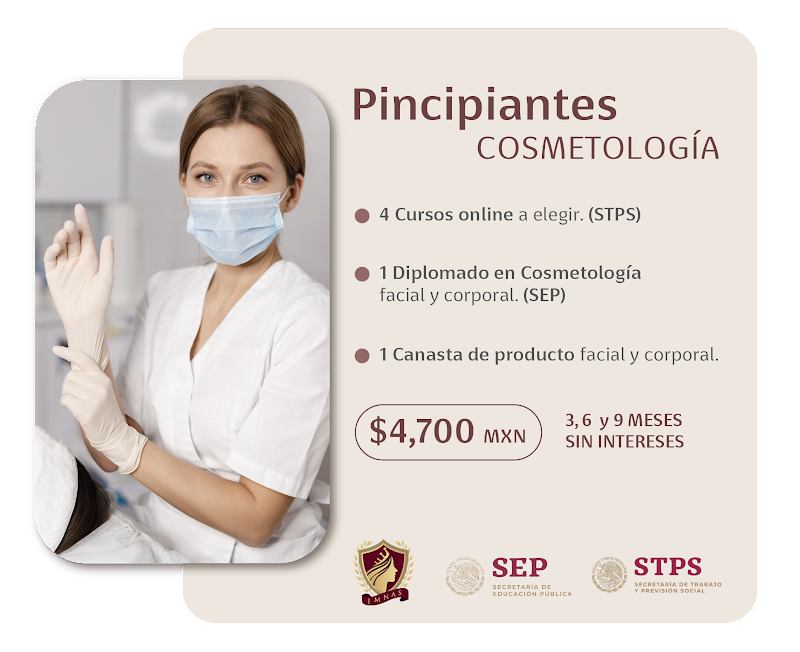 Pincipiantes
COSMETOLOGÍA
4 Cursos online a elegir. (STPS)
1 Diplomado en Cosmetología
facial y corporal. (SEP)
1 Canasta de producto facial y corporal.
$4,700 MXN
3, 6 y 9 MESES
SIN INTERESES
IMNAS
SEP
SECRETARÍA DE
EDUCACIÓN PÚBLICA
STPS
SECRETARÍA DE TRABAJO
Y PREVISIÓN SOCIAL